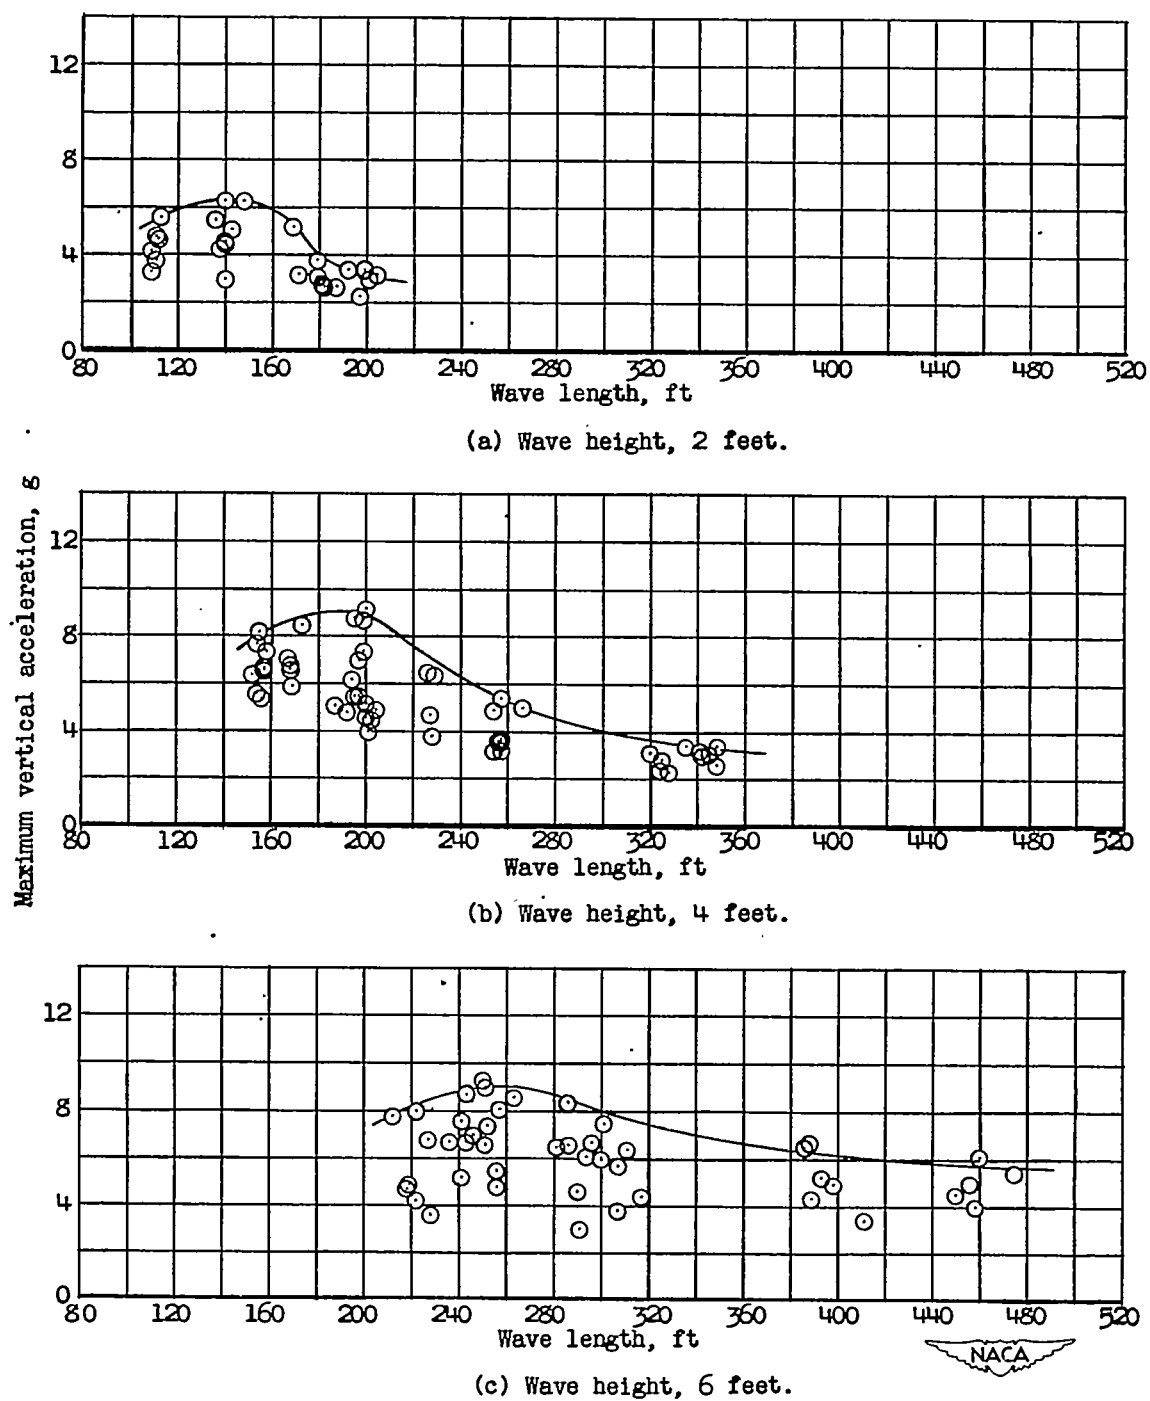 Maximum vertical acceleration, g
12
8
4
0
80 120 160 200 240 280 320 360 400 440 480 520
Wave length, ft
(a) Wave height, 2 feet.
12
8
4
0
80 120 160 200 240 280 320 360 400 440 480 520
Wave length, ft
(b) Wave height, 4 feet.
12
8
4
0
80 120 160 200 240 280 320 360 400 440 480 520
Wave length, ft
NACA
(c) Wave height, 6 feet.